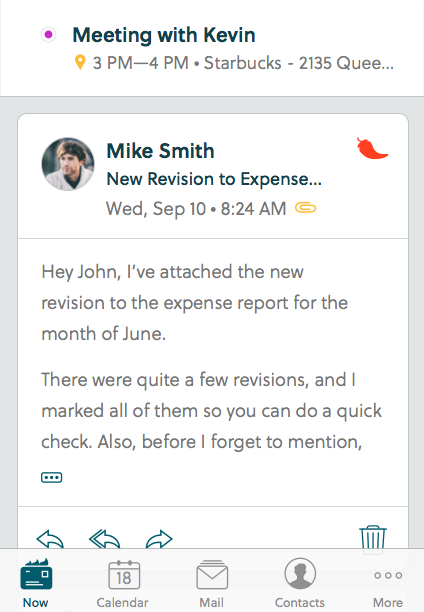 Meeting with Kevin
3 PM—4 PM • Starbucks - 2135 Quee...
Mike Smith
New Revision to Expense...
Wed, Sep 10 • 8:24 AM
Hey John, I've attached the new
revision to the expense report for the
month of June.
There were quite a few revisions, and I
marked all of them so you can do a quick
check. Also, before I forget to mention,
18
Now
Calendar
Mail
Contacts
More